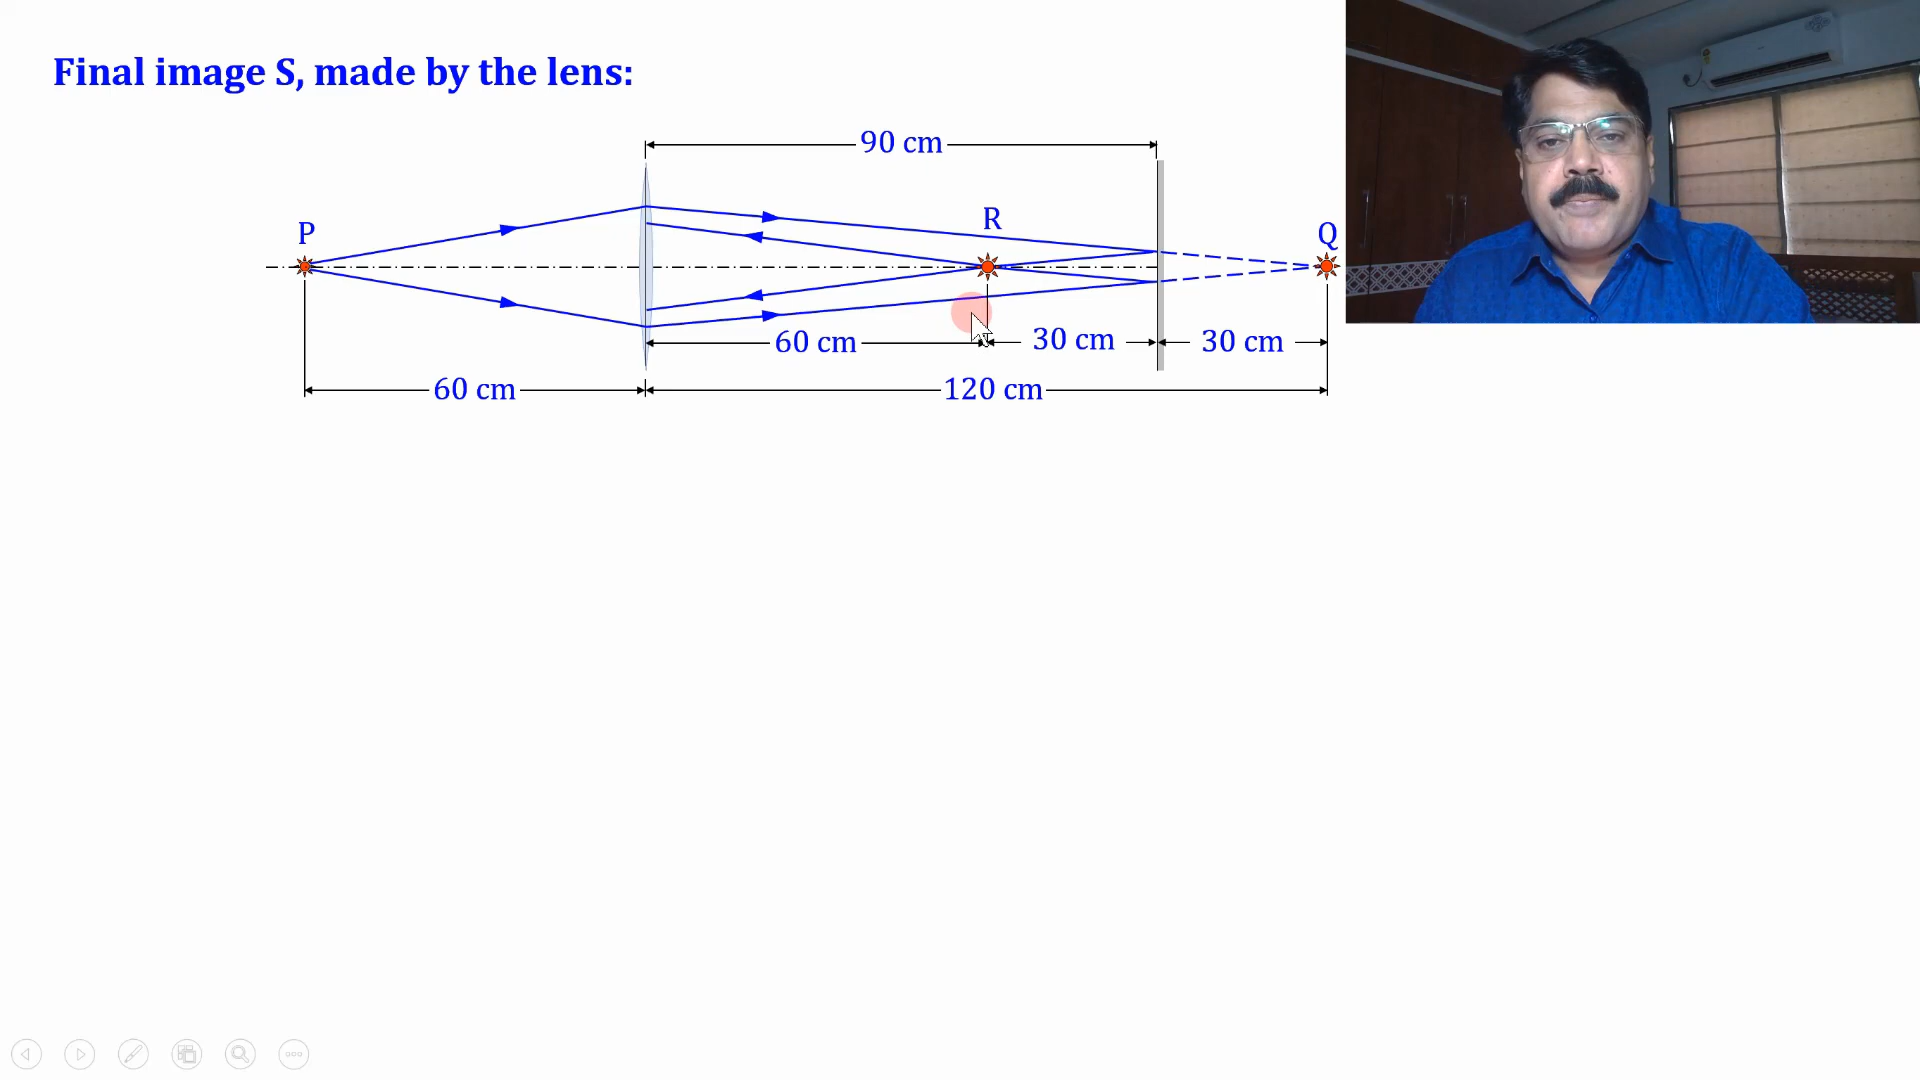 Final image S, made by the lens:
90 cm
P
R
Q
60 cm
30 cm
30 cm
60 cm
120 cm